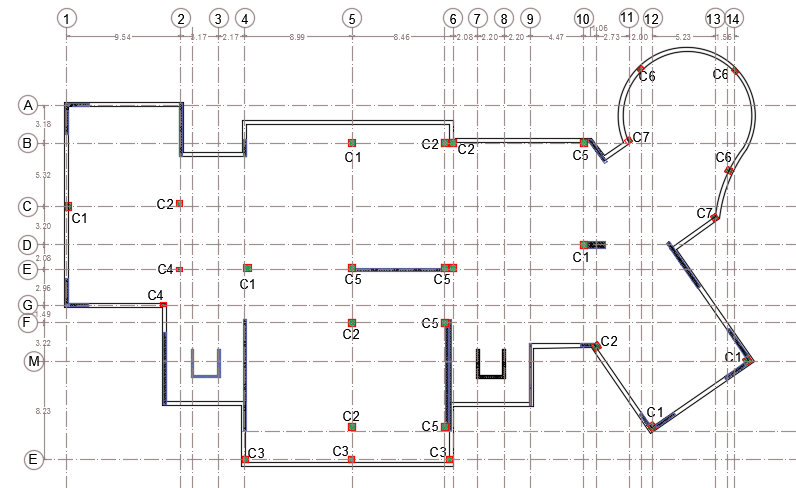 1 2 3 4 5 6 7 8 9 10 11 12 13 14
9.54 3.17 2.17 8.99 8.46 2.08 2.20 2.20 4.47 1.06 2.73 2.00 5.23 1.56
C6 C6
A
3.18
B C1 C2 C2 C5 C7
5.32
C6
C C1 C2 C7
3.20
D C1
2.08
E C4 C1 C5 C5
2.96
G C4
1.49
F C2 C5
3.22
M C2 C1
8.23
C2 C5 C1
E C3 C3 C3